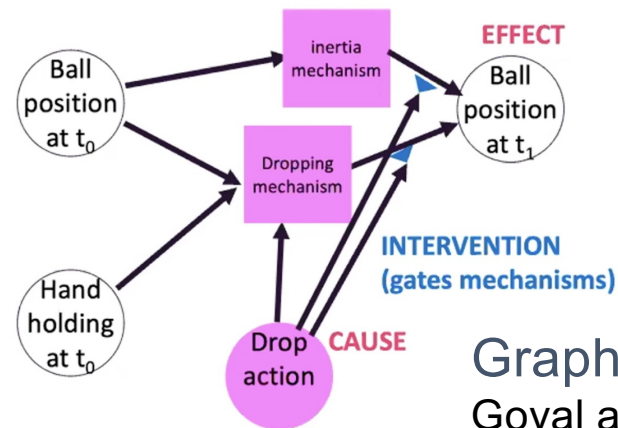 inertia
mechanism
EFFECT
Ball
position
at t₀
Ball
position
at t₁
Dropping
mechanism
INTERVENTION
(gates mechanisms)
Hand
holding
at t₀
Drop
action
CAUSE
Graph
Goyal a